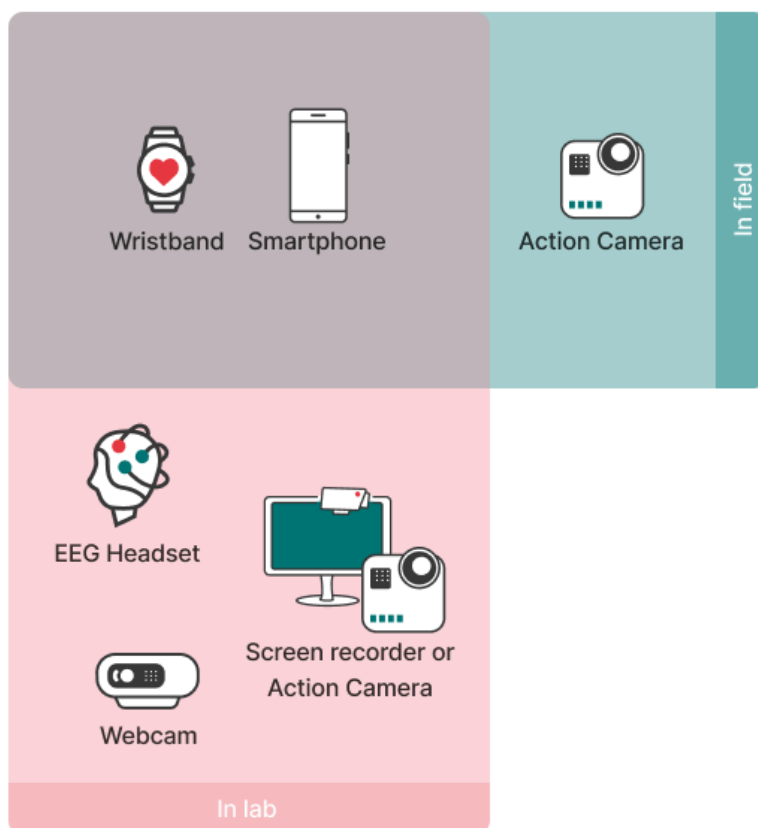 Wristband
Smartphone
Action Camera
In field
EEG Headset
Screen recorder or
Action Camera
Webcam
In lab